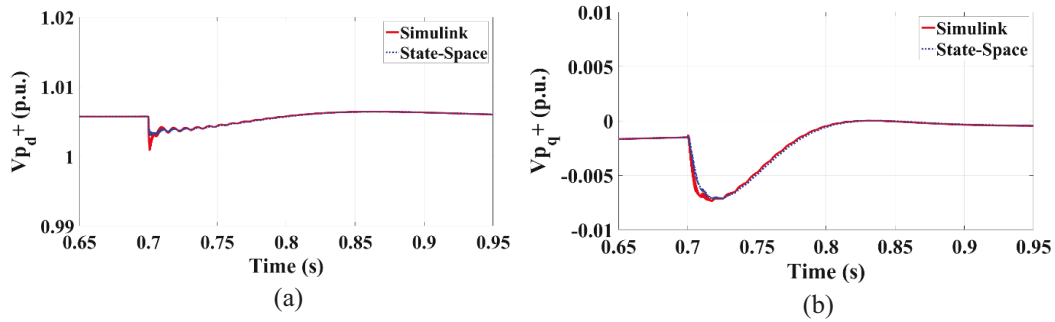 1.02
1.01
1
0.99
Vp_d+ (p.u.)
Simulink
State-Space
0.65 0.7 0.75 0.8 0.85 0.9 0.95
Time (s)
(a)
0.01
0.005
0
-0.005
-0.01
Vp_q+ (p.u.)
Simulink
State-Space
0.65 0.7 0.75 0.8 0.85 0.9 0.95
Time (s)
(b)